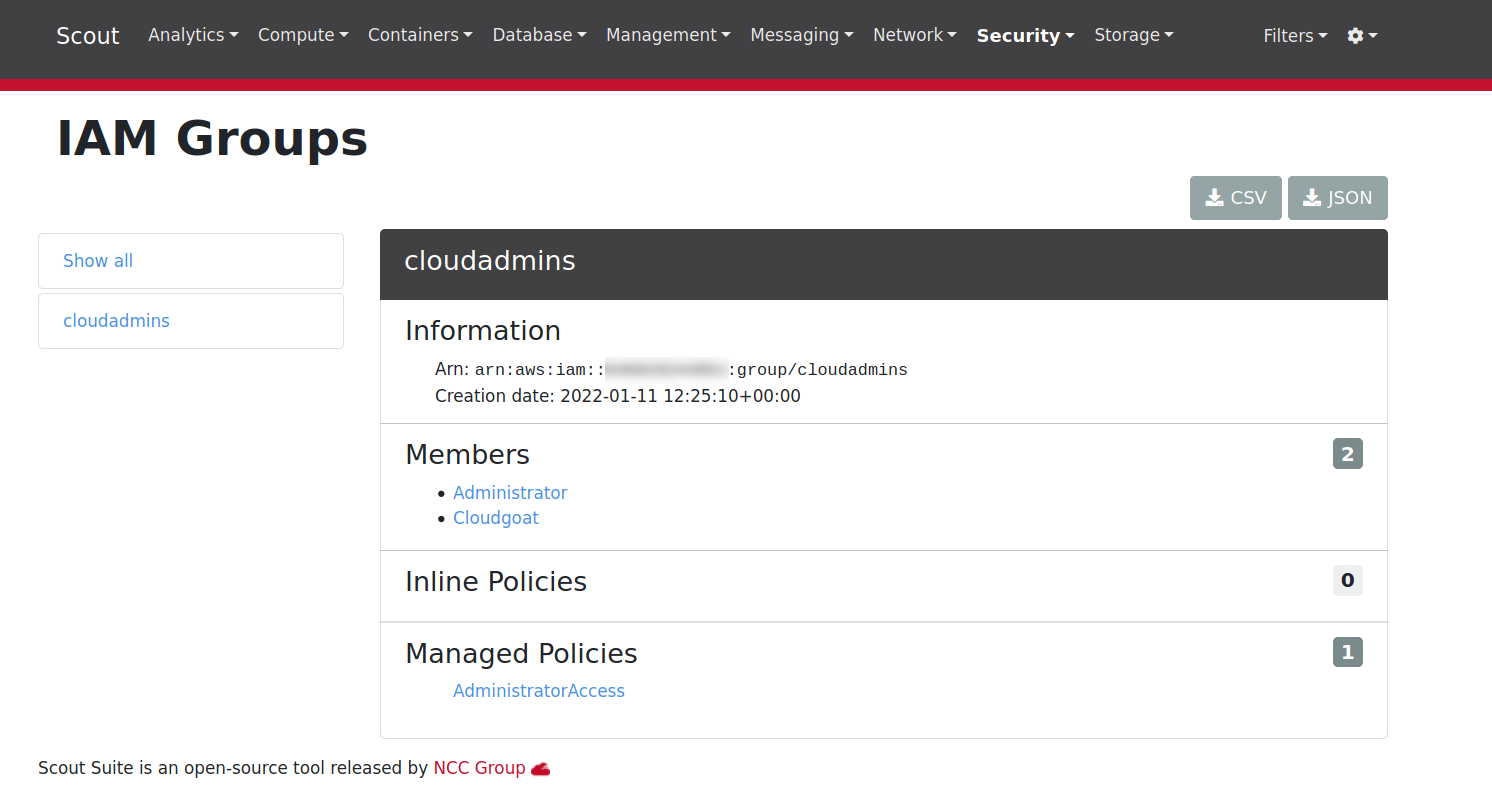 Scout Analytics Compute Containers Database Management Messaging Network Security Storage Filters
IAM Groups
CSV JSON
Show all
cloudadmins
cloudadmins
Information
Arn: arn:aws:iam:: :group/cloudadmins
Creation date: 2022-01-11 12:25:10+00:00
Members 2
Administrator
Cloudgoat
Inline Policies 0
Managed Policies 1
AdministratorAccess
Scout Suite is an open-source tool released by NCC Group